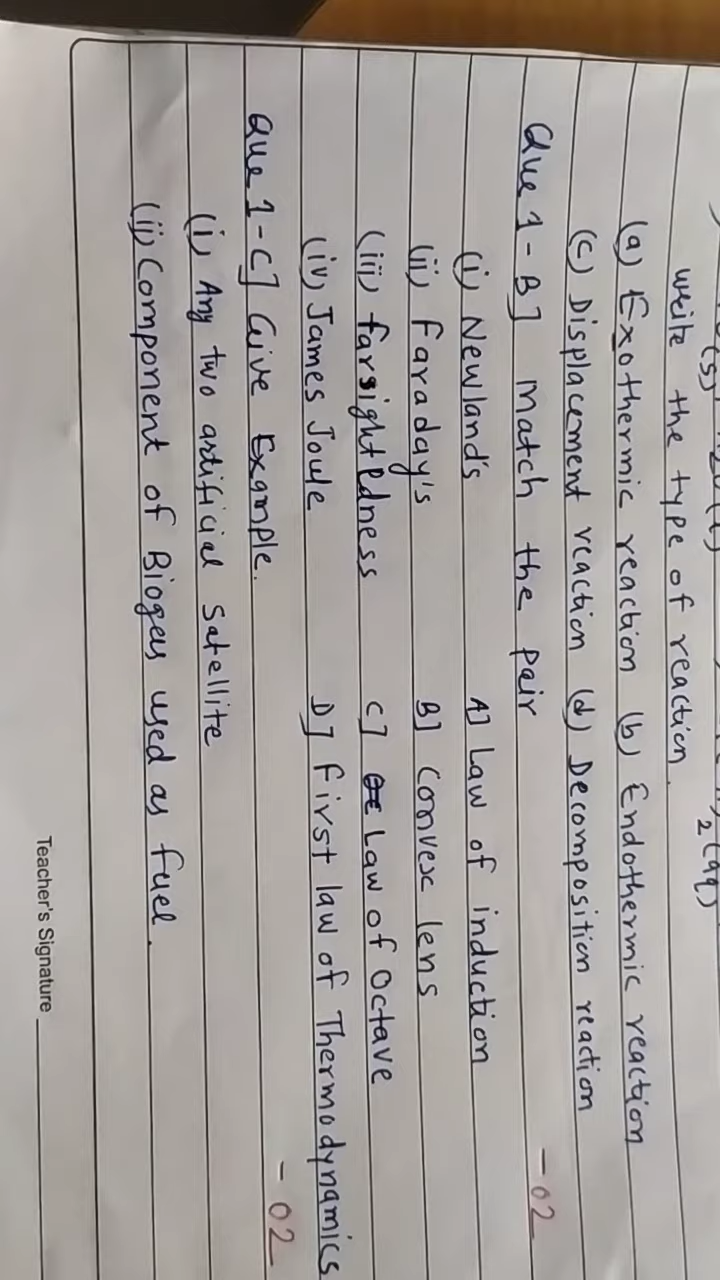 (s) 2 (aq)
write the type of reaction.
(a) Exothermic reaction (b) Endothermic reaction
(c) Displacement reaction (d) Decomposition reaction
Que 1-B] Match the pair -02
(i) Newland's A] Law of induction
(ii) Faraday's B] Convex lens
(iii) farsightedness C] Law of Octave
(iv) James Joule D] First law of Thermodynamics
Que 1-C] Give Example. -02
(i) Any two artificial satellite
(ii) Component of Biogas used as fuel.
Teacher's Signature